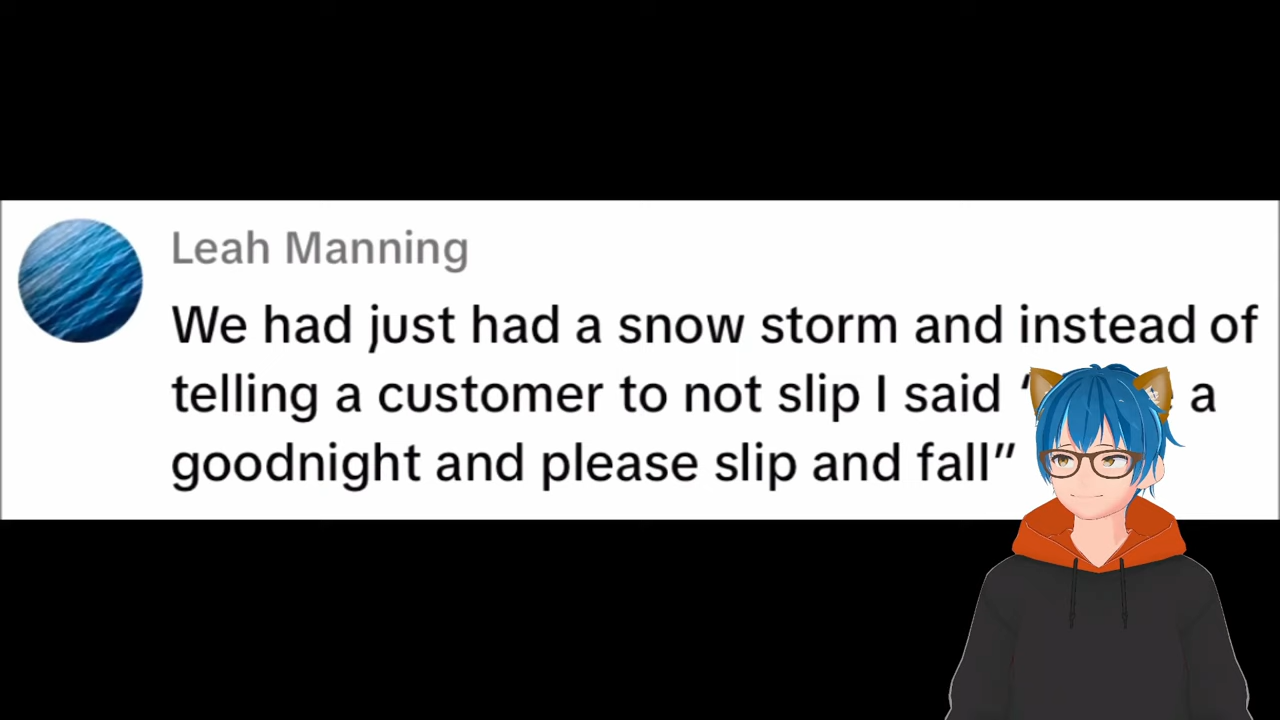 Leah Manning
We had just had a snow storm and instead of
telling a customer to not slip I said “ a
goodnight and please slip and fall”